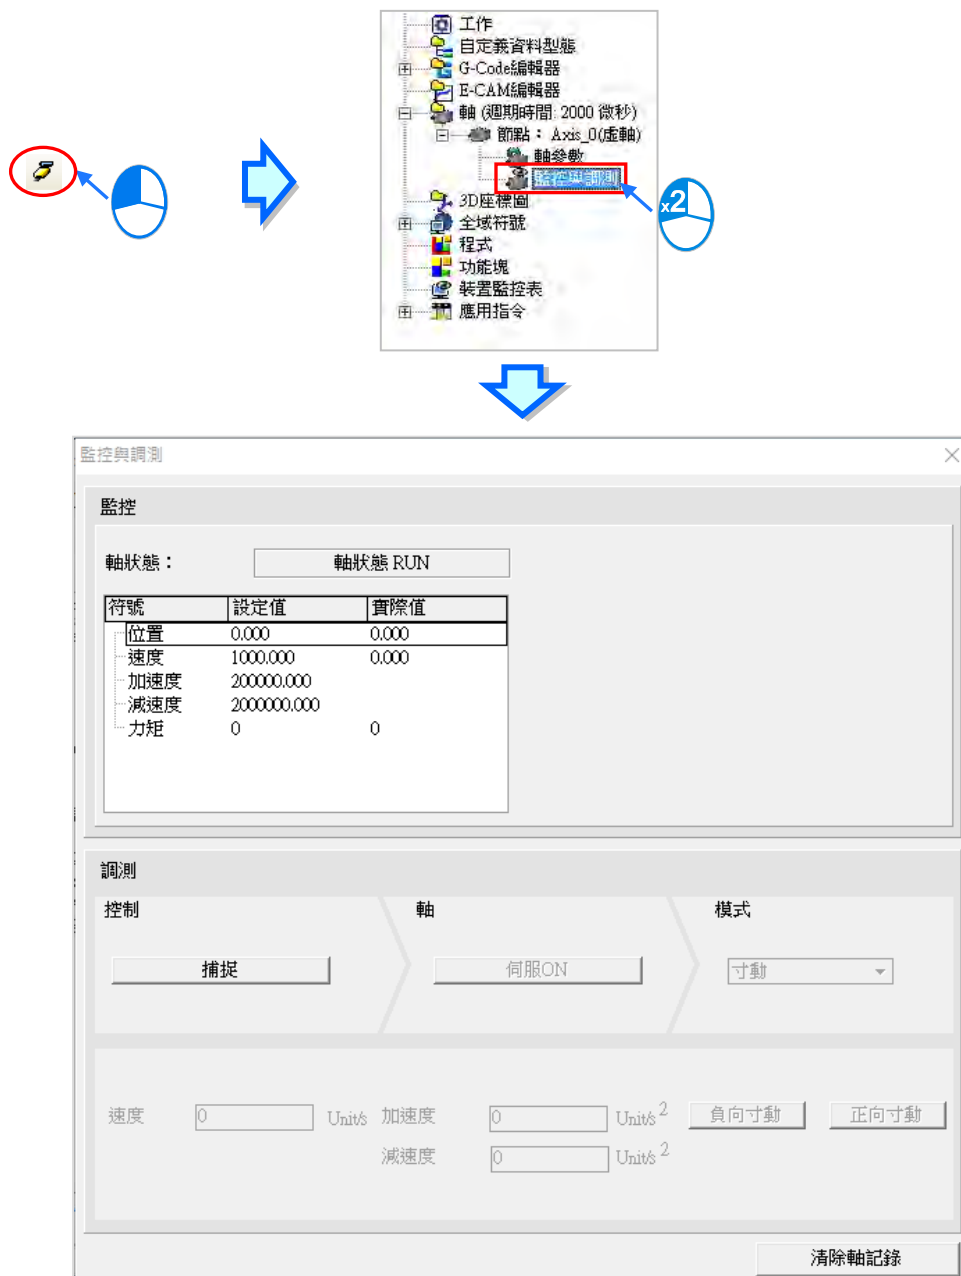 工作
自定義資料型態
G-Code編輯器
E-CAM編輯器
軸 (週期時間: 2000 微秒)
節點： Axis_0(虛軸)
軸參數
監控與調測
x2
3D座標圖
全域符號
程式
功能塊
裝置監控表
應用指令
監控與調測
監控
軸狀態：
軸狀態 RUN
符號 設定值 實際值
位置 0.000 0.000
速度 1000.000 0.000
加速度 200000.000
減速度 2000000.000
力矩 0 0
調測
控制 軸 模式
捕捉 伺服ON 寸動
速度 0 Unit/s 加速度 0 Unit/s 2 負向寸動 正向寸動
減速度 0 Unit/s 2
清除軸記錄